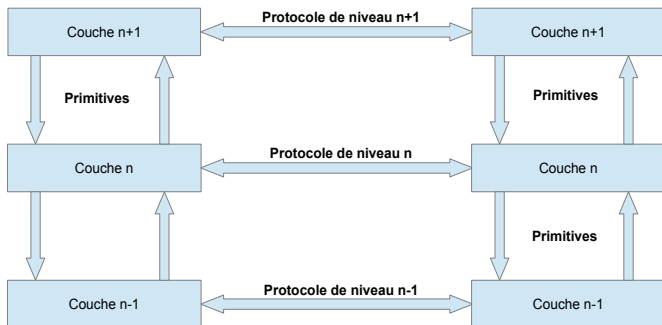 Protocole de niveau n+1
Couche n+1
Couche n+1
Primitives
Primitives
Protocole de niveau n
Couche n
Couche n
Primitives
Protocole de niveau n-1
Couche n-1
Couche n-1